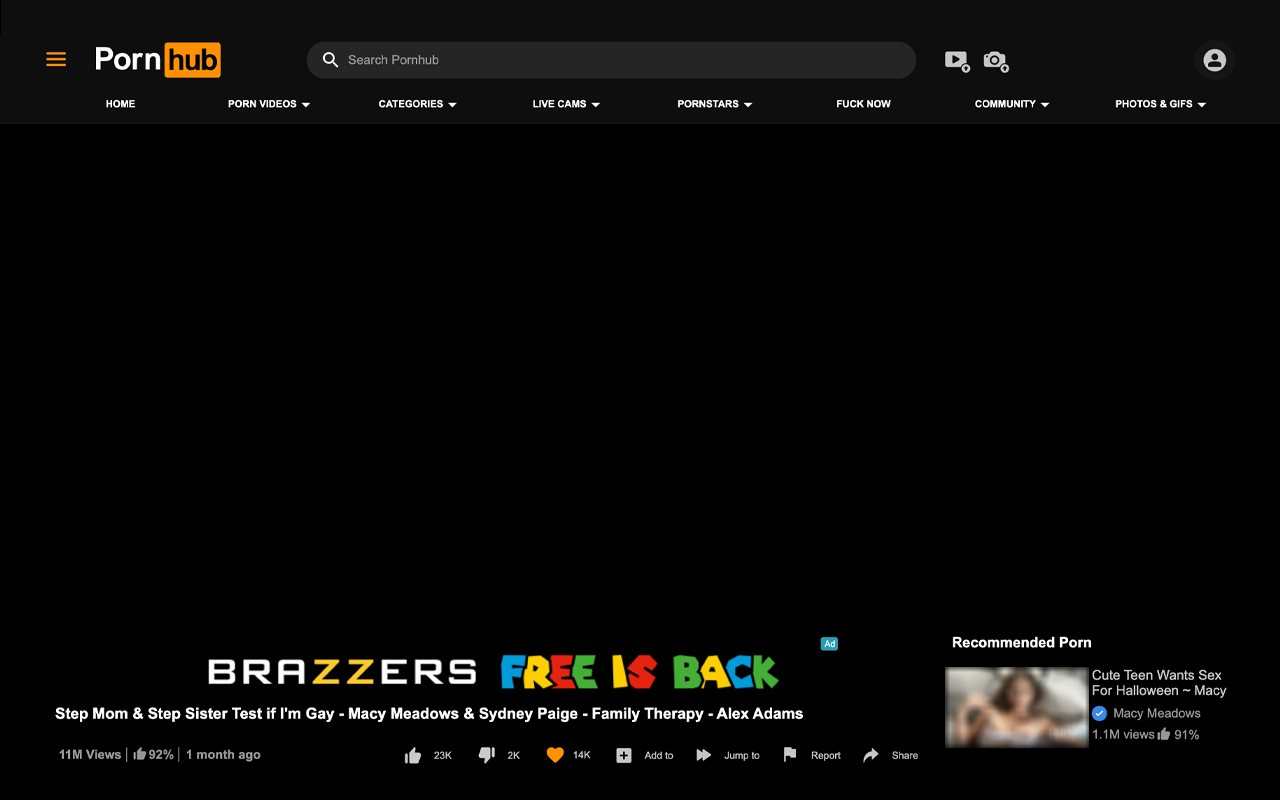 Pornhub
Search Pornhub
HOME
PORN VIDEOS
CATEGORIES
LIVE CAMS
PORNSTARS
FUCK NOW
COMMUNITY
PHOTOS & GIFS
Ad
BRAZZERS FREE IS BACK
Step Mom & Step Sister Test if I'm Gay - Macy Meadows & Sydney Paige - Family Therapy - Alex Adams
11M Views
92%
1 month ago
23K
2K
14K
Add to
Jump to
Report
Share
Recommended Porn
Cute Teen Wants Sex
For Halloween ~ Macy
Macy Meadows
1.1M views 91%